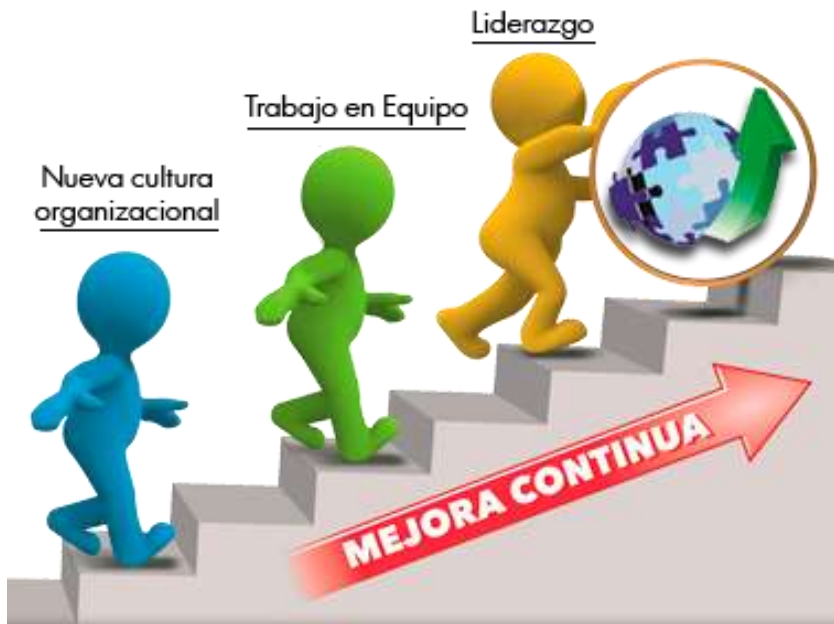 Liderazgo
Trabajo en Equipo
Nueva cultura
organizacional
MEJORA CONTINUA